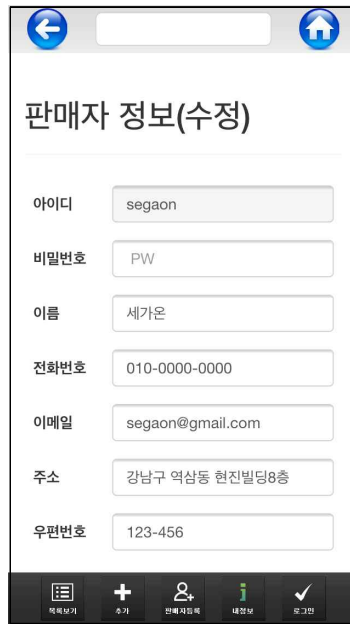 판매자 정보(수정)
아이디 segaon
비밀번호 PW
이름 세가온
전화번호 010-0000-0000
이메일 segaon@gmail.com
주소 강남구 역삼동 현진빌딩8층
우편번호 123-456
목록보기 추가 판매자등록 내정보 로그인